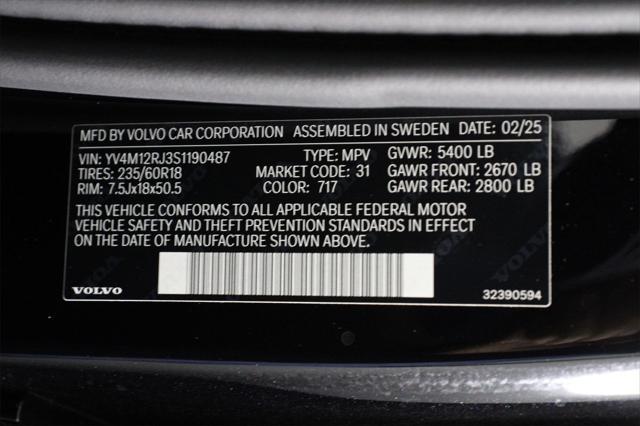 MFD BY VOLVO CAR CORPORATION ASSEMBLED IN SWEDEN DATE: 02/25
VIN: YV4M12RJ3S1190487 TYPE: MPV GVWR: 5400 LB
TIRES: 235/60R18 MARKET CODE: 31 GAWR FRONT: 2670 LB
RIM: 7.5Jx18x50.5 COLOR: 717 GAWR REAR: 2800 LB
THIS VEHICLE CONFORMS TO ALL APPLICABLE FEDERAL MOTOR
VEHICLE SAFETY AND THEFT PREVENTION STANDARDS IN EFFECT
ON THE DATE OF MANUFACTURE SHOWN ABOVE.
VOLVO 32390594